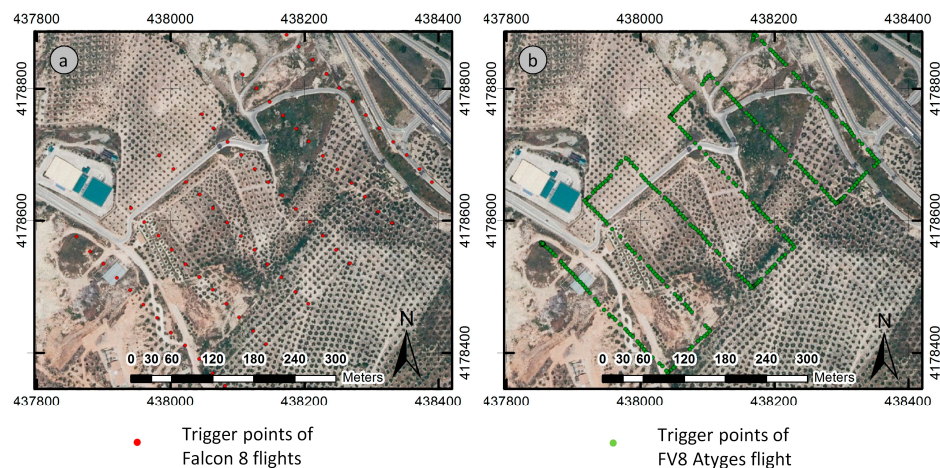 437800 438000 438200 438400
437800 438000 438200 438400
a
b
4178800
4178600
4178400
4178800
4178600
4178400
N
N
0 30 60 120 180 240 300
Meters
0 30 60 120 180 240 300
Meters
437800 438000 438200 438400
437800 438000 438200 438400
Trigger points of
Falcon 8 flights
Trigger points of
FV8 Atyges flight